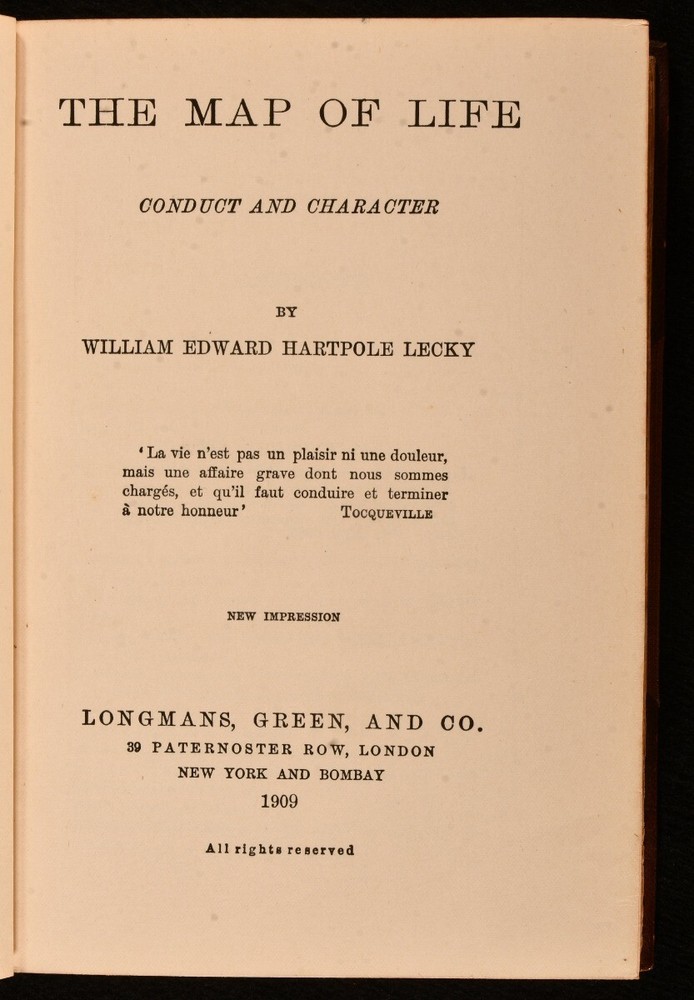 THE MAP OF LIFE
CONDUCT AND CHARACTER
BY
WILLIAM EDWARD HARTPOLE LECKY
‘La vie n’est pas un plaisir ni une douleur,
mais une affaire grave dont nous sommes
chargés, et qu’il faut conduire et terminer
à notre honneur’ TOCQUEVILLE
NEW IMPRESSION
LONGMANS, GREEN, AND CO.
39 PATERNOSTER ROW, LONDON
NEW YORK AND BOMBAY
1909
All rights reserved